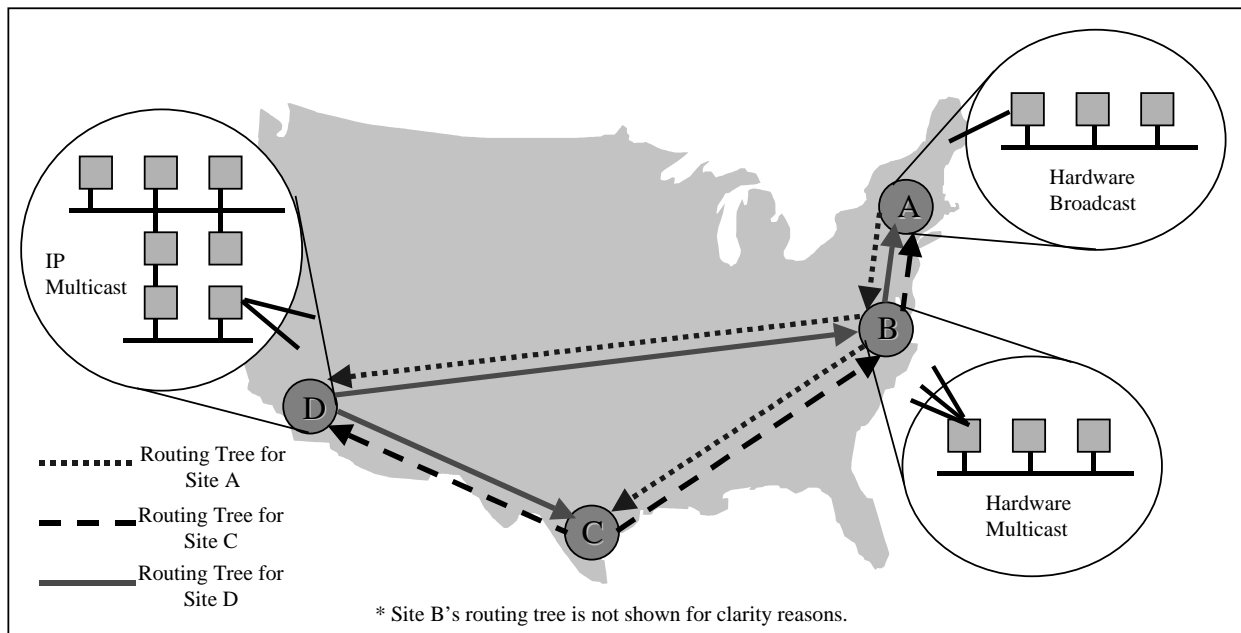 Hardware
Broadcast
A
IP
Multicast
B
D
Routing Tree for
Site A
Routing Tree for
Site C
Routing Tree for
Site D
C
Hardware
Multicast
* Site B's routing tree is not shown for clarity reasons.